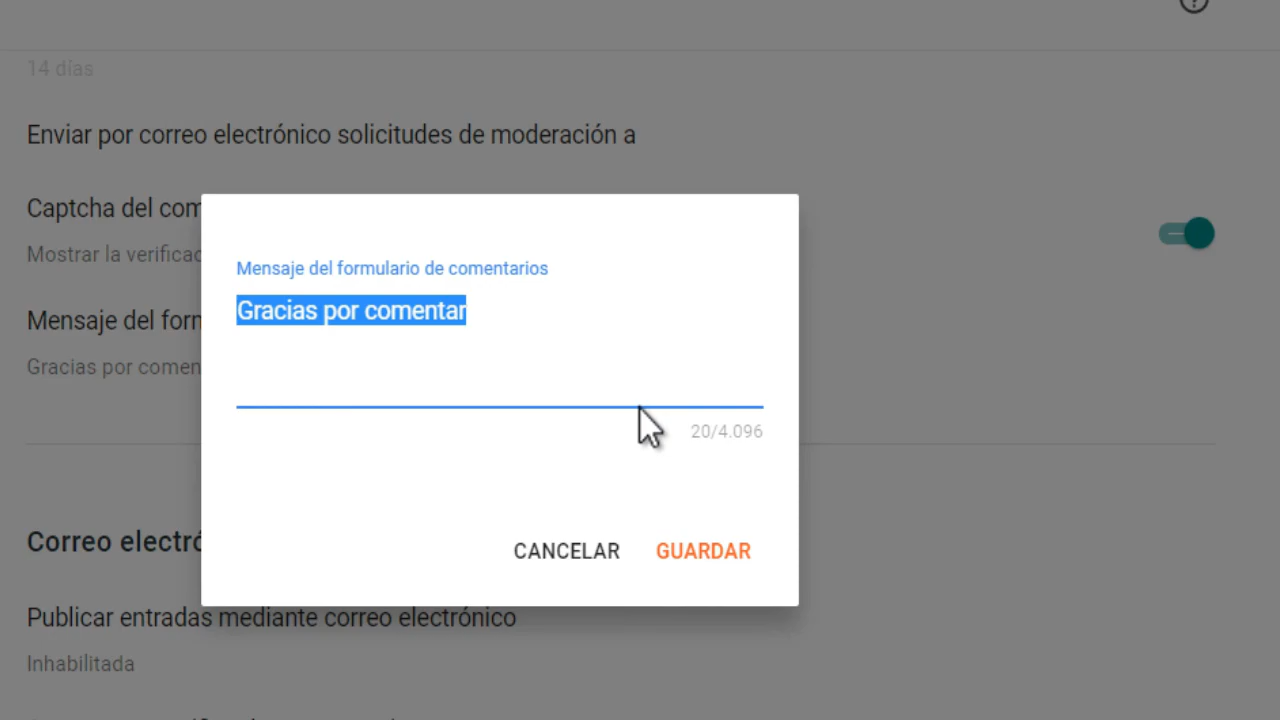 14 días
Enviar por correo electrónico solicitudes de moderación a
Captcha del com
Mostrar la verificac
Mensaje del form
Gracias por comen
Mensaje del formulario de comentarios
Gracias por comentar
20/4.096
CANCELAR GUARDAR
Correo electró
Publicar entradas mediante correo electrónico
Inhabilitada